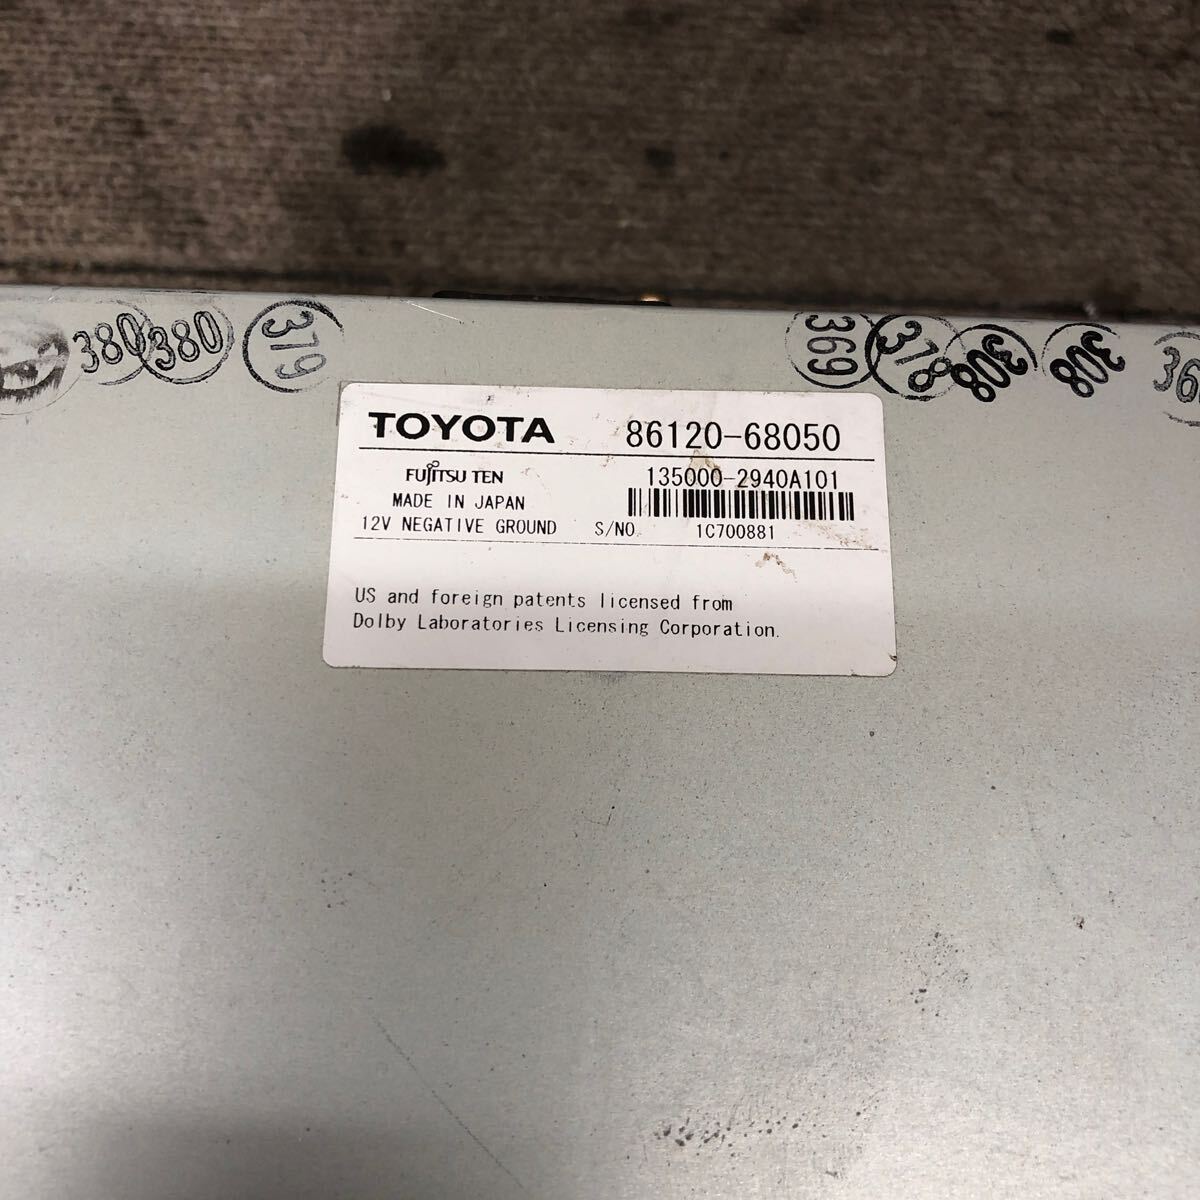 380 380 379 369 378 308 308
TOYOTA 86120-68050
FUJITSU TEN 135000-2940A101
MADE IN JAPAN
12V NEGATIVE GROUND S/NO. 1C700881
US and foreign patents licensed from
Dolby Laboratories Licensing Corporation.